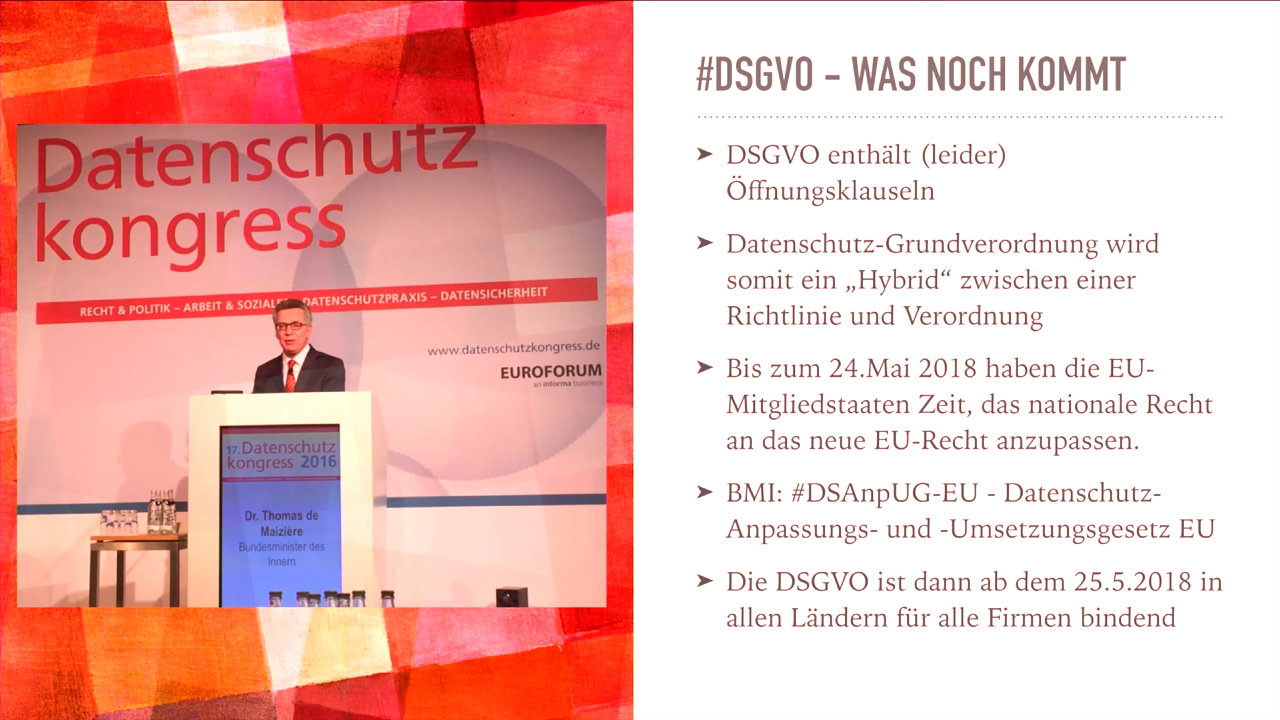 Datenschutz
kongress
RECHT & POLITIK – ARBEIT & SOZIALES – DATENSCHUTZPRAXIS – DATENSICHERHEIT
www.datenschutzkongress.de
EUROFORUM
an informa business
17. Datenschutz
kongress 2016
Dr. Thomas de
Maizière
Bundesminister des
Innern
#DSGVO - WAS NOCH KOMMT
➤ DSGVO enthält (leider)
Öffnungsklauseln
➤ Datenschutz-Grundverordnung wird
somit ein „Hybrid“ zwischen einer
Richtlinie und Verordnung
➤ Bis zum 24.Mai 2018 haben die EU-
Mitgliedstaaten Zeit, das nationale Recht
an das neue EU-Recht anzupassen.
➤ BMI: #DSAnpUG-EU - Datenschutz-
Anpassungs- und -Umsetzungsgesetz EU
➤ Die DSGVO ist dann ab dem 25.5.2018 in
allen Ländern für alle Firmen bindend